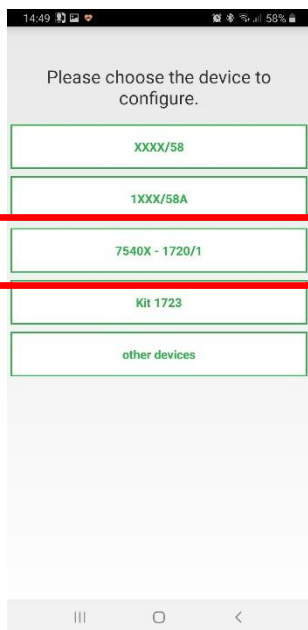 14:49 58%
Please choose the device to
configure.
XXXX/58
1XXX/58A
7540X - 1720/1
Kit 1723
other devices